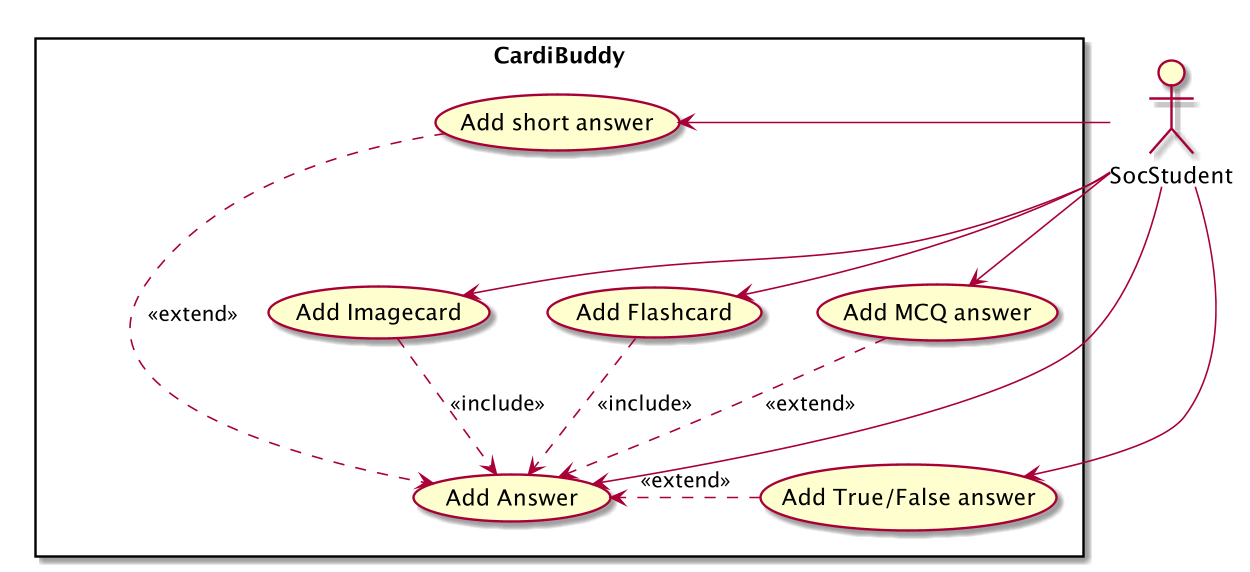 CardiBuddy
Add short answer
SocStudent
«extend»
Add Imagecard
Add Flashcard
Add MCQ answer
«include»
«include»
«extend»
«extend»
Add Answer
Add True/False answer